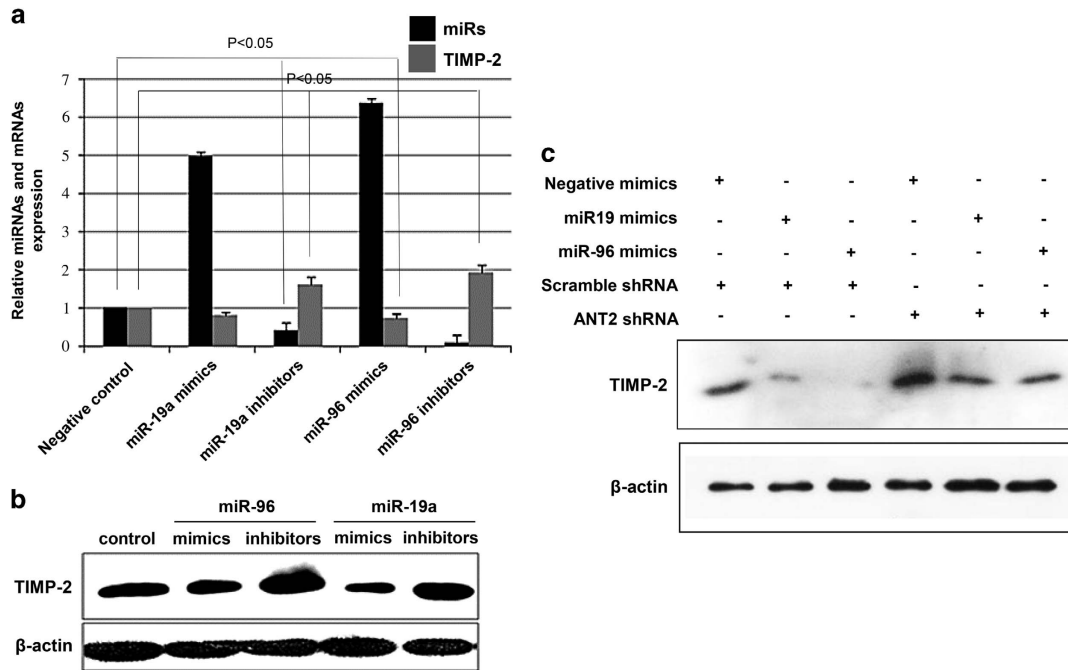 a
miRs
TIMP-2
P<0.05
P<0.05
Relative miRNAs and mRNAs
expression
7
6
5
4
3
2
1
0
Negative control
miR-19a mimics
miR-19a inhibitors
miR-96 mimics
miR-96 inhibitors
b
miR-96 miR-19a
control mimics inhibitors mimics inhibitors
TIMP-2
β-actin
c
Negative mimics + - - + - -
miR19 mimics - + - - + -
miR-96 mimics - - + - - +
Scramble shRNA + + + - - -
ANT2 shRNA - - - + + +
TIMP-2
β-actin